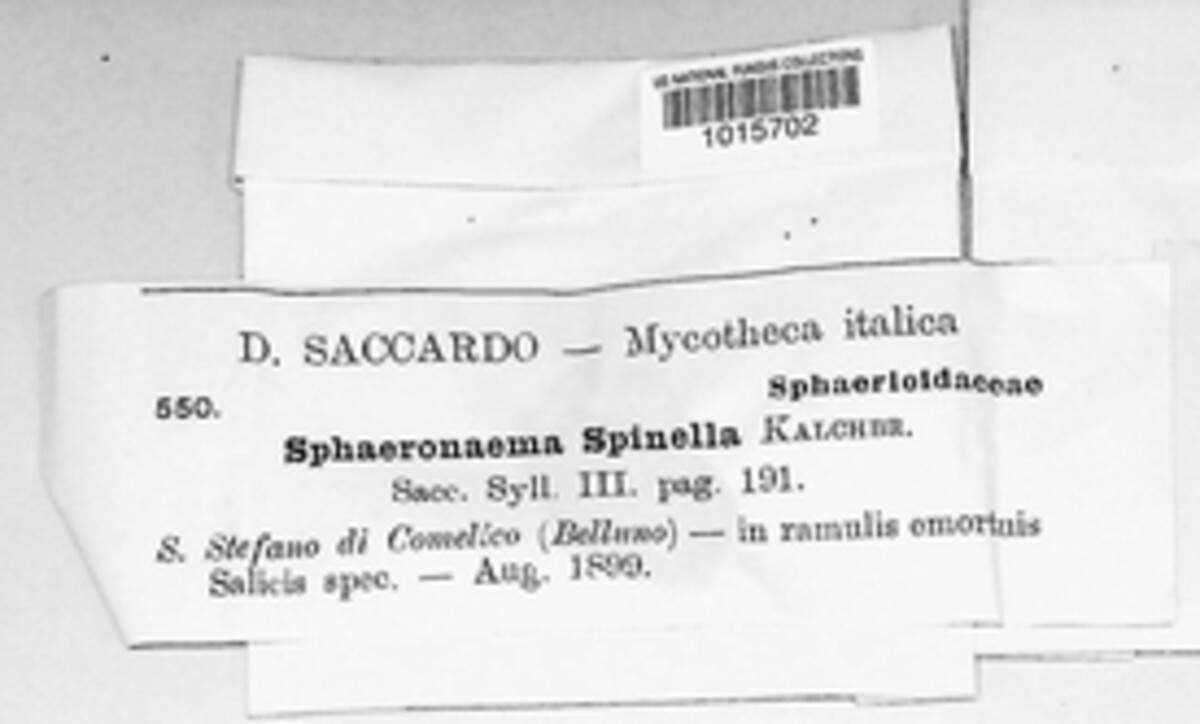 US NATIONAL FUNGUS COLLECTIONS
1015702
D. SACCARDO — Mycotheca italica
Sphaerioidaceae
550.
Sphaeronaema Spinella KALCHBR.
Sacc. Syll. III. pag. 191.
S. Stefano di Comelico (Belluno) — in ramulis emortuis
Salicis spec. — Aug. 1899.